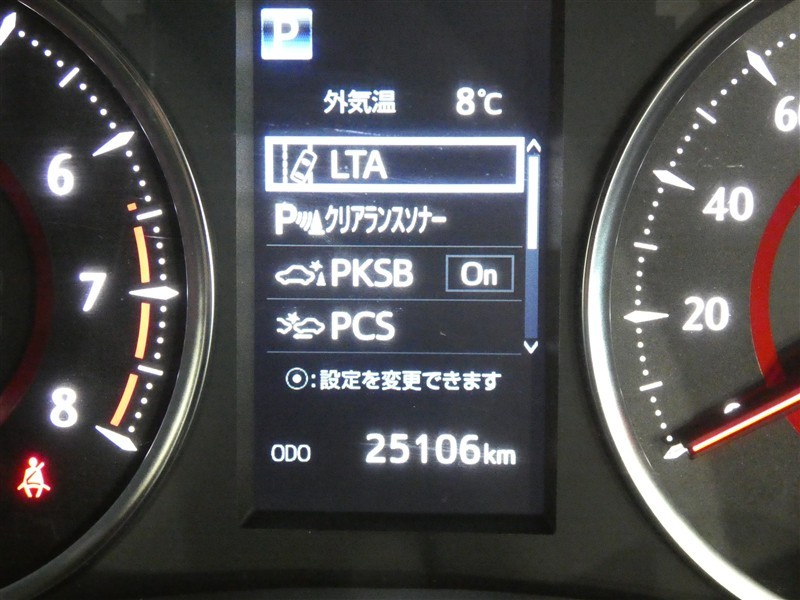 P
外気温 8℃
LTA
クリアランスソナー
PKSB On
PCS
⦿:設定を変更できます
ODO 25106km
6
7
8
60
40
20